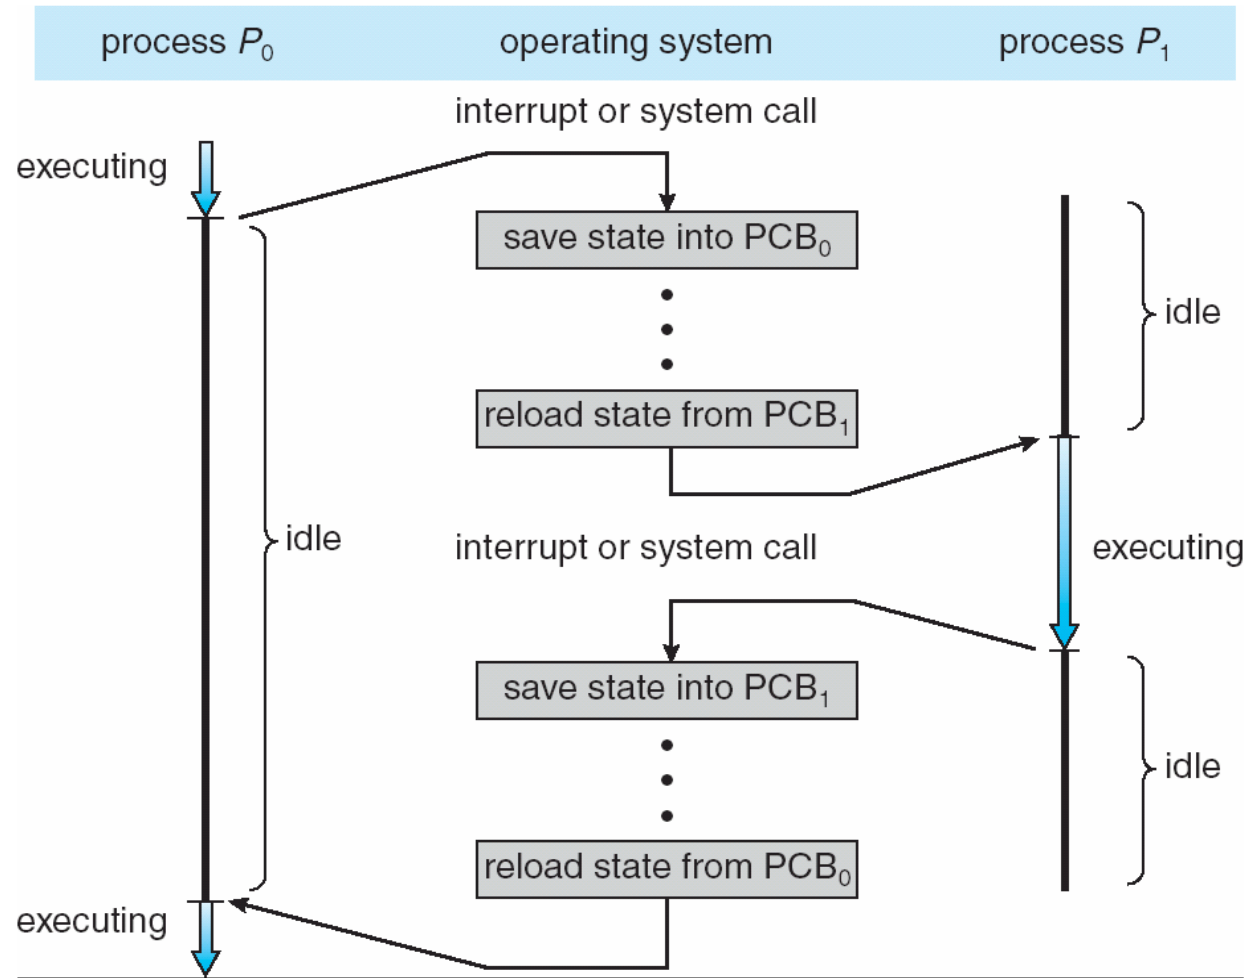 process P₀ operating system process P₁
interrupt or system call
executing
save state into PCB₀
idle
reload state from PCB₁
idle
interrupt or system call
executing
save state into PCB₁
idle
reload state from PCB₀
executing